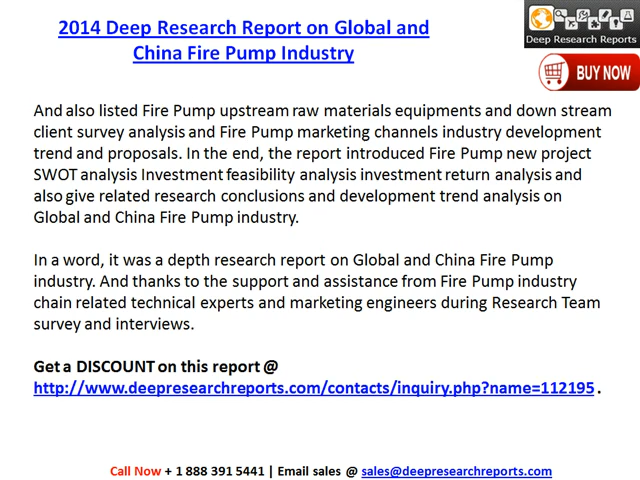 2014 Deep Research Report on Global and
China Fire Pump Industry
Deep Research Reports
BUY NOW
And also listed Fire Pump upstream raw materials equipments and down stream
client survey analysis and Fire Pump marketing channels industry development
trend and proposals. In the end, the report introduced Fire Pump new project
SWOT analysis Investment feasibility analysis investment return analysis and
also give related research conclusions and development trend analysis on
Global and China Fire Pump industry.
In a word, it was a depth research report on Global and China Fire Pump
industry. And thanks to the support and assistance from Fire Pump industry
chain related technical experts and marketing engineers during Research Team
survey and interviews.
Get a DISCOUNT on this report @
http://www.deepresearchreports.com/contacts/inquiry.php?name=112195 .
Call Now + 1 888 391 5441 | Email sales @ sales@deepresearchreports.com